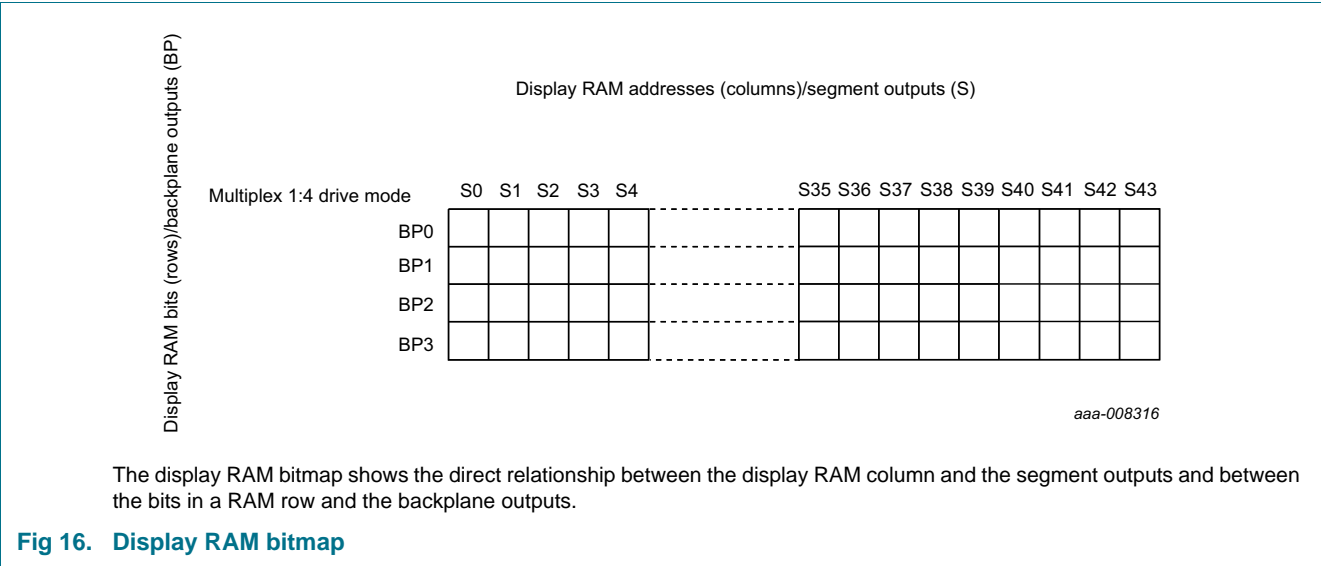 Display RAM bits (rows)/backplane outputs (BP)
Display RAM addresses (columns)/segment outputs (S)
Multiplex 1:4 drive mode
S0 S1 S2 S3 S4 S35 S36 S37 S38 S39 S40 S41 S42 S43
BP0
BP1
BP2
BP3
aaa-008316
The display RAM bitmap shows the direct relationship between the display RAM column and the segment outputs and between
the bits in a RAM row and the backplane outputs.
Fig 16. Display RAM bitmap